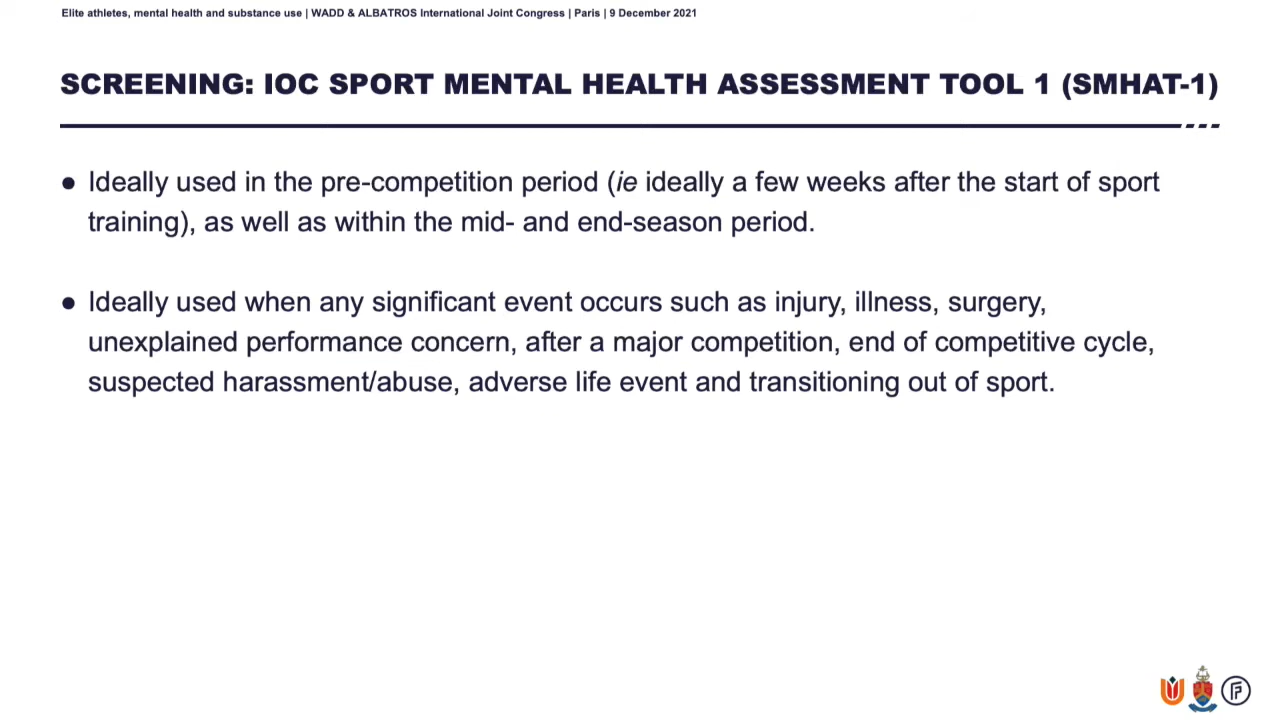 Elite athletes, mental health and substance use | WADD & ALBATROS International Joint Congress | Paris | 9 December 2021
SCREENING: IOC SPORT MENTAL HEALTH ASSESSMENT TOOL 1 (SMHAT-1)
● Ideally used in the pre-competition period (ie ideally a few weeks after the start of sport
training), as well as within the mid- and end-season period.
● Ideally used when any significant event occurs such as injury, illness, surgery,
unexplained performance concern, after a major competition, end of competitive cycle,
suspected harassment/abuse, adverse life event and transitioning out of sport.